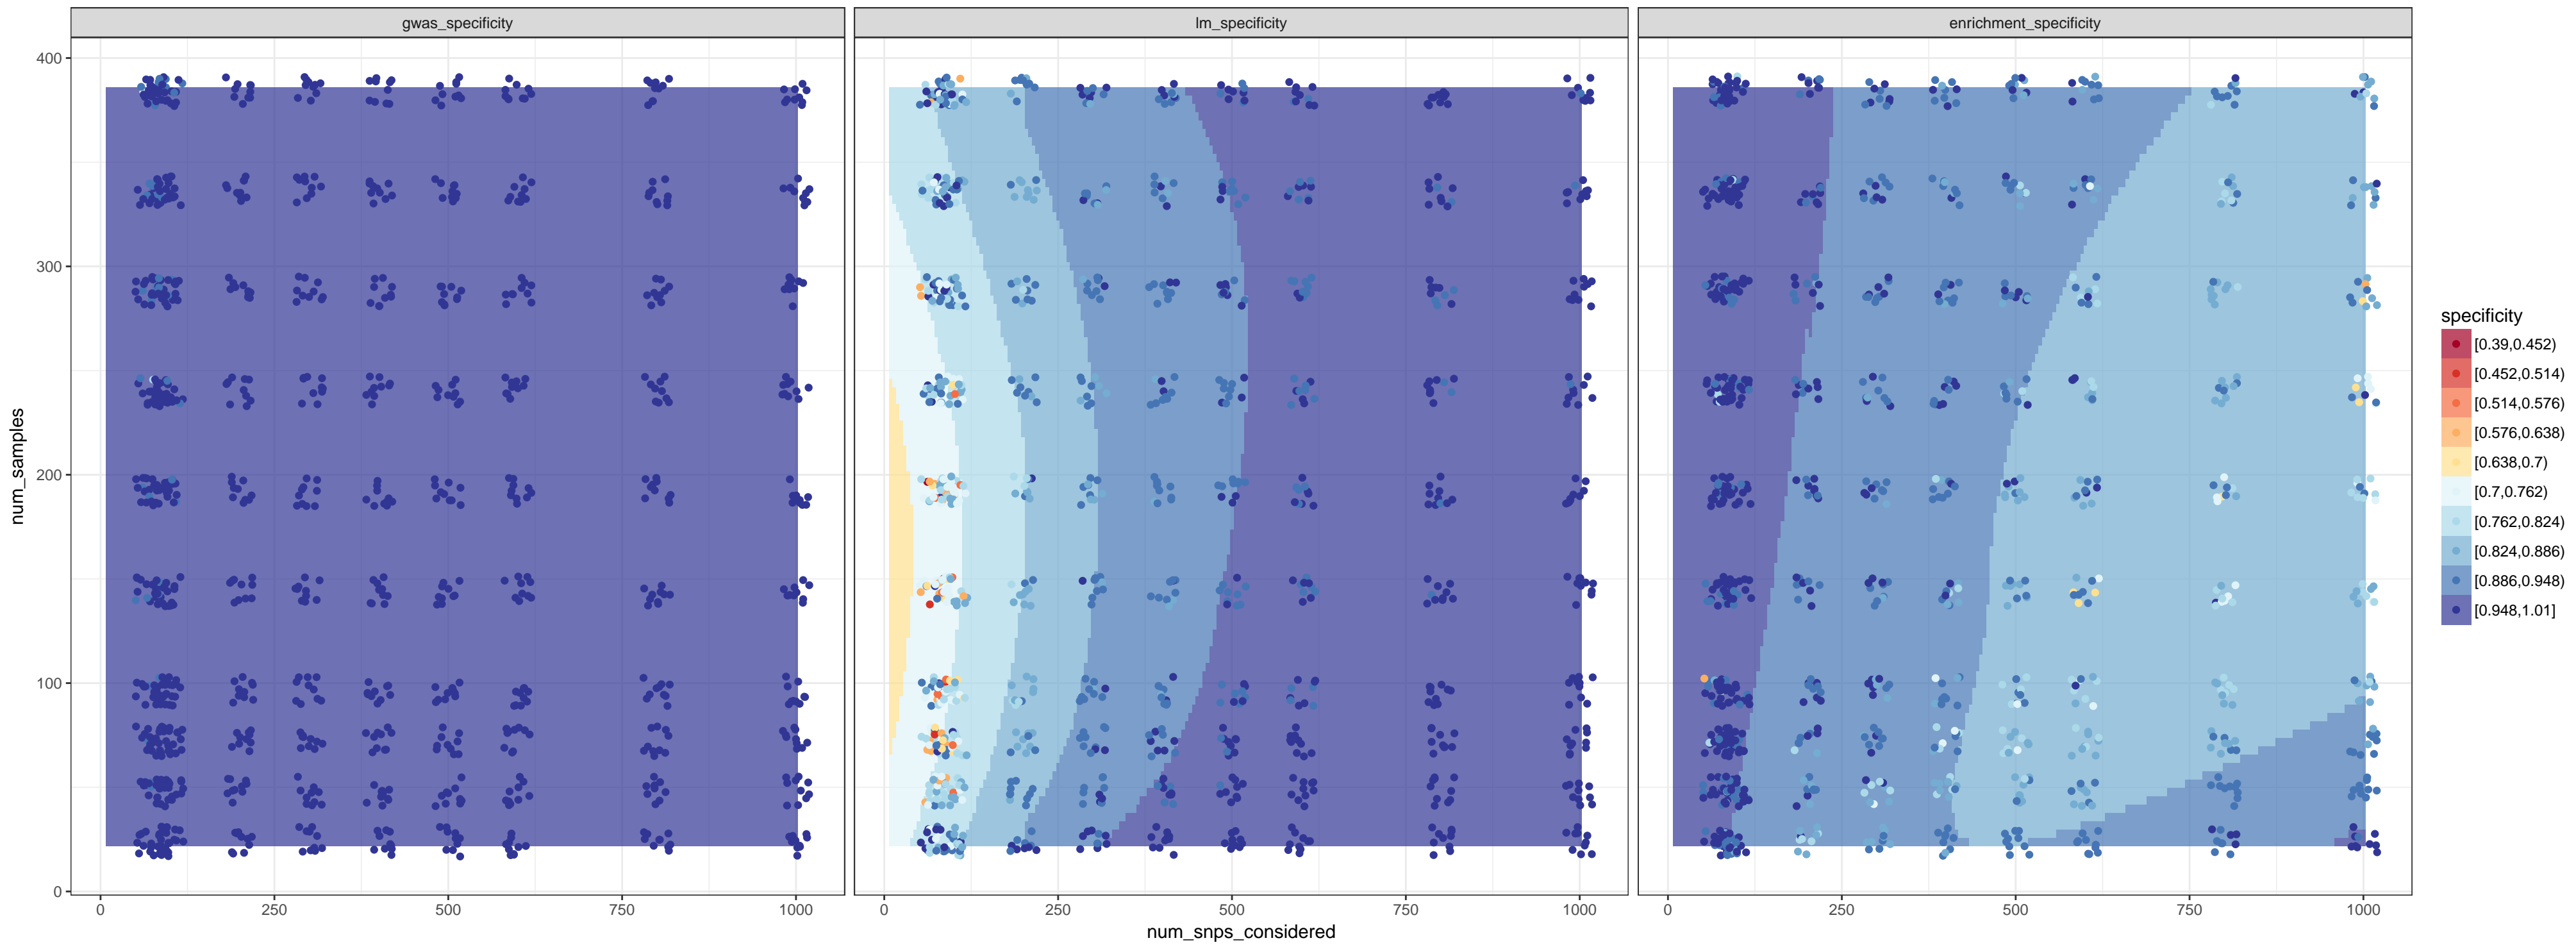 gwas_specificity
lm_specificity
enrichment_specificity
400
300
200
100
0
num_samples
0 250 500 750 1000
0 250 500 750 1000
0 250 500 750 1000
num_snps_considered
specificity
[0.39,0.452)
[0.452,0.514)
[0.514,0.576)
[0.576,0.638)
[0.638,0.7)
[0.7,0.762)
[0.762,0.824)
[0.824,0.886)
[0.886,0.948)
[0.948,1.01]